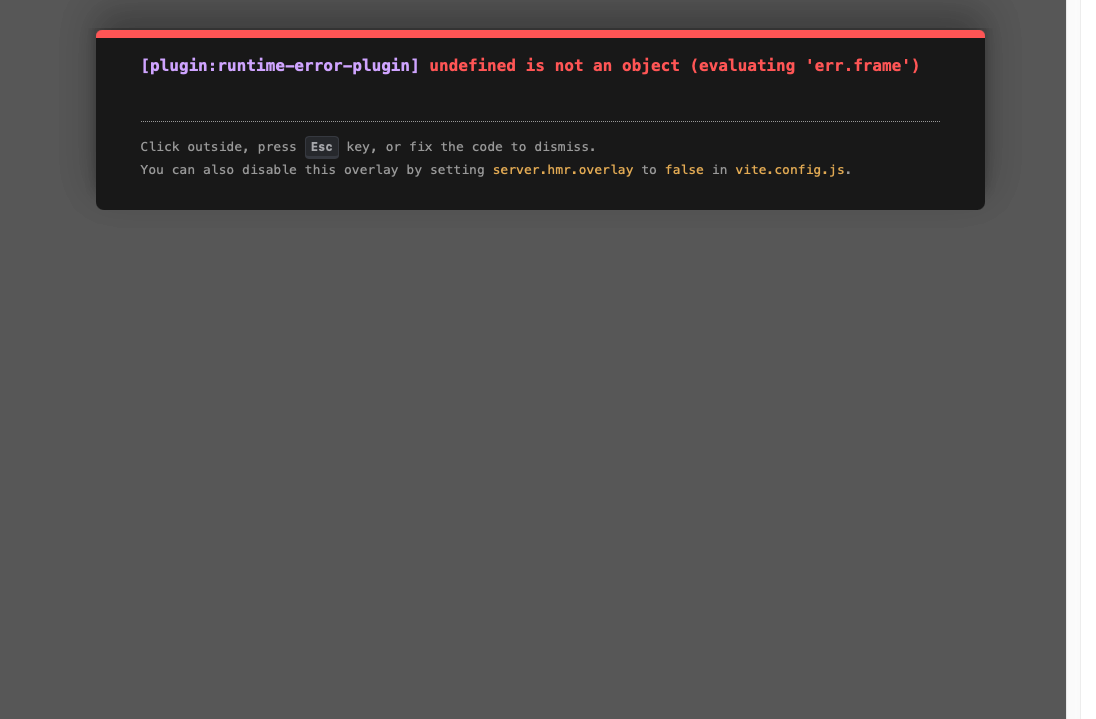 [plugin:runtime-error-plugin] undefined is not an object (evaluating 'err.frame')
Click outside, press Esc key, or fix the code to dismiss.
You can also disable this overlay by setting server.hmr.overlay to false in vite.config.js.